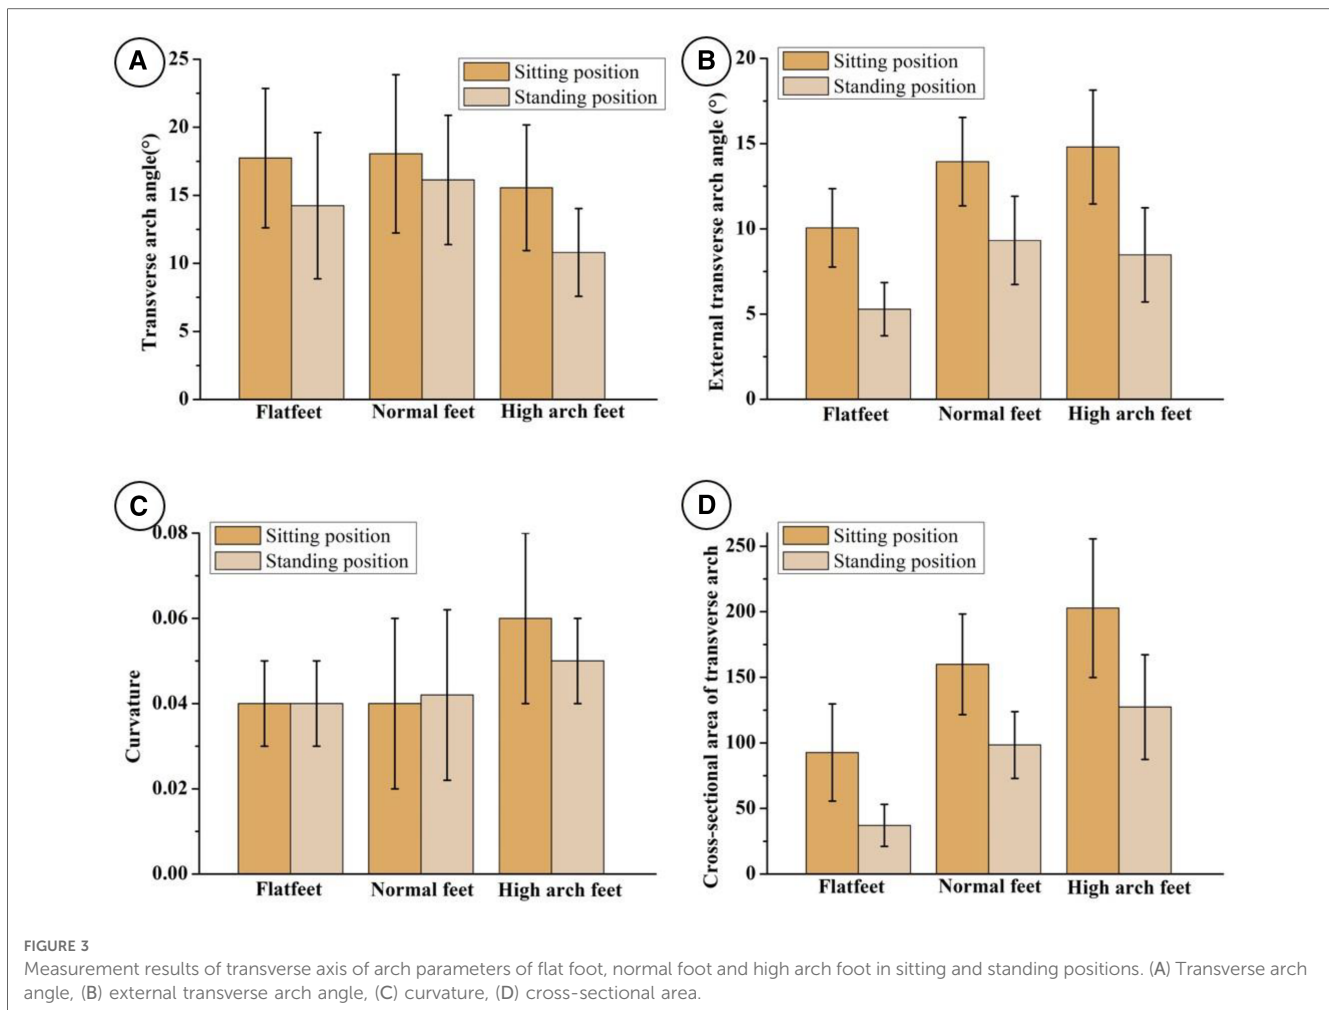 A
25
20
15
10
5
0
Transverse arch angle(°)
Sitting position
Standing position
Flatfeet
Normal feet
High arch feet
B
20
15
10
5
0
External transverse arch angle (°)
Sitting position
Standing position
Flatfeet
Normal feet
High arch feet
C
0.08
0.06
0.04
0.02
0.00
Curvature
Sitting position
Standing position
Flatfeet
Normal feet
High arch feet
D
250
200
150
100
50
0
Cross-sectional area of transverse arch
Sitting position
Standing position
Flatfeet
Normal feet
High arch feet
FIGURE 3
Measurement results of transverse axis of arch parameters of flat foot, normal foot and high arch foot in sitting and standing positions. (A) Transverse arch
angle, (B) external transverse arch angle, (C) curvature, (D) cross-sectional area.